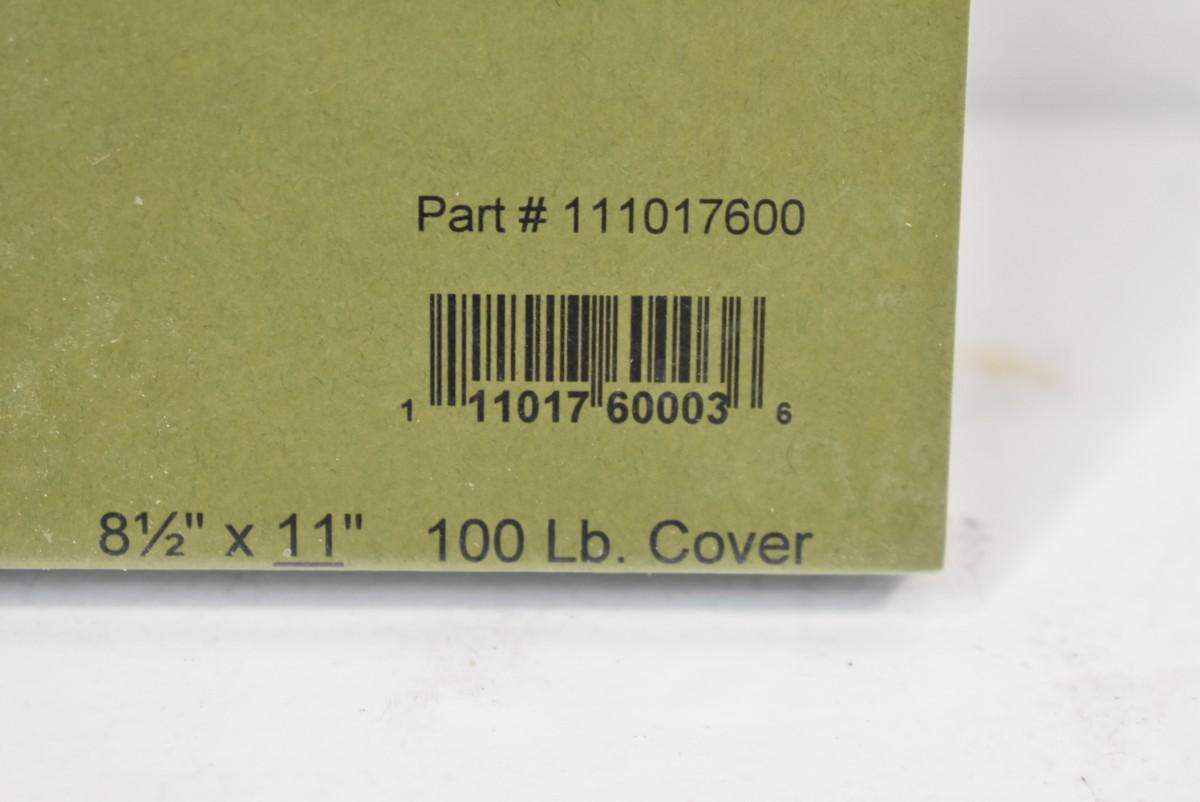 Part # 111017600
1 11017 60003 6
8½" x 11" 100 Lb. Cover